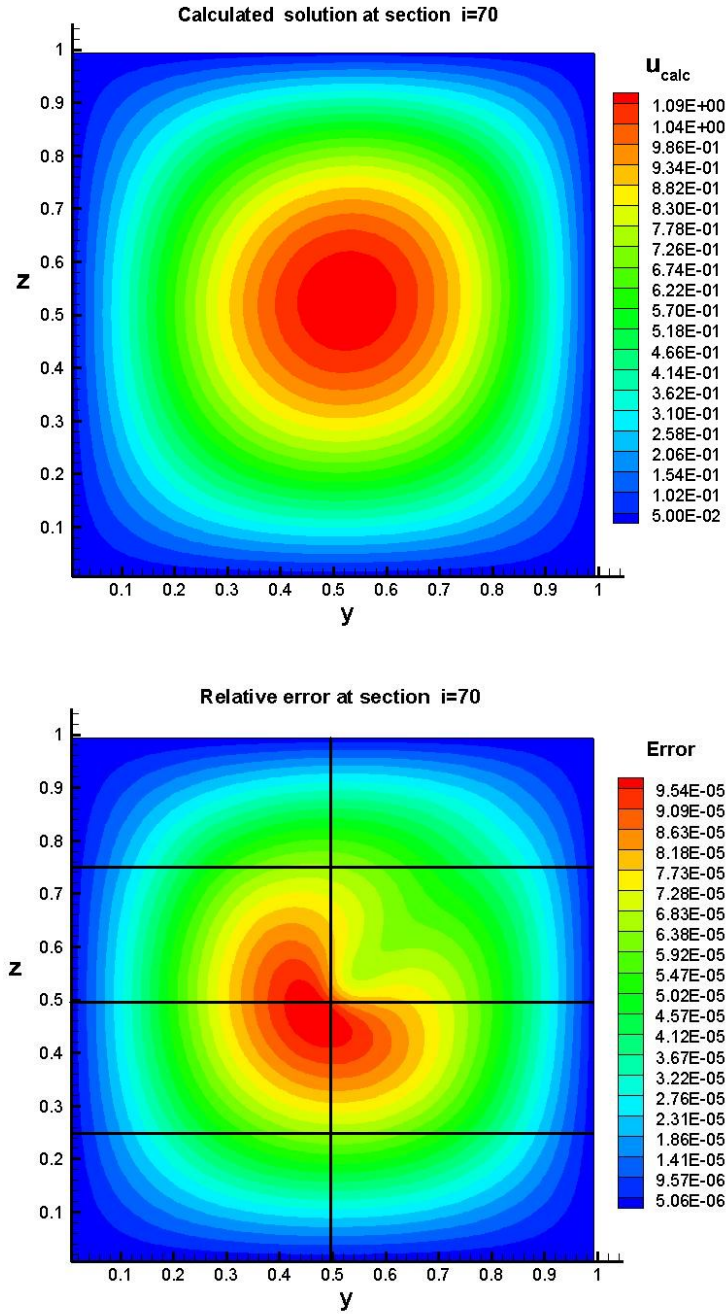 Calculated solution at section i=70
u_calc
1.09E+00
1.04E+00
9.86E-01
9.34E-01
8.82E-01
8.30E-01
7.78E-01
7.26E-01
6.74E-01
6.22E-01
5.70E-01
5.18E-01
4.66E-01
4.14E-01
3.62E-01
3.10E-01
2.58E-01
2.06E-01
1.54E-01
1.02E-01
5.00E-02
z
1
0.9
0.8
0.7
0.6
0.5
0.4
0.3
0.2
0.1
0.1 0.2 0.3 0.4 0.5 0.6 0.7 0.8 0.9 1
y
Relative error at section i=70
Error
9.54E-05
9.09E-05
8.63E-05
8.18E-05
7.73E-05
7.28E-05
6.83E-05
6.38E-05
5.92E-05
5.47E-05
5.02E-05
4.57E-05
4.12E-05
3.67E-05
3.22E-05
2.76E-05
2.31E-05
1.86E-05
1.41E-05
9.57E-06
5.06E-06
z
1
0.9
0.8
0.7
0.6
0.5
0.4
0.3
0.2
0.1
0.1 0.2 0.3 0.4 0.5 0.6 0.7 0.8 0.9 1
y